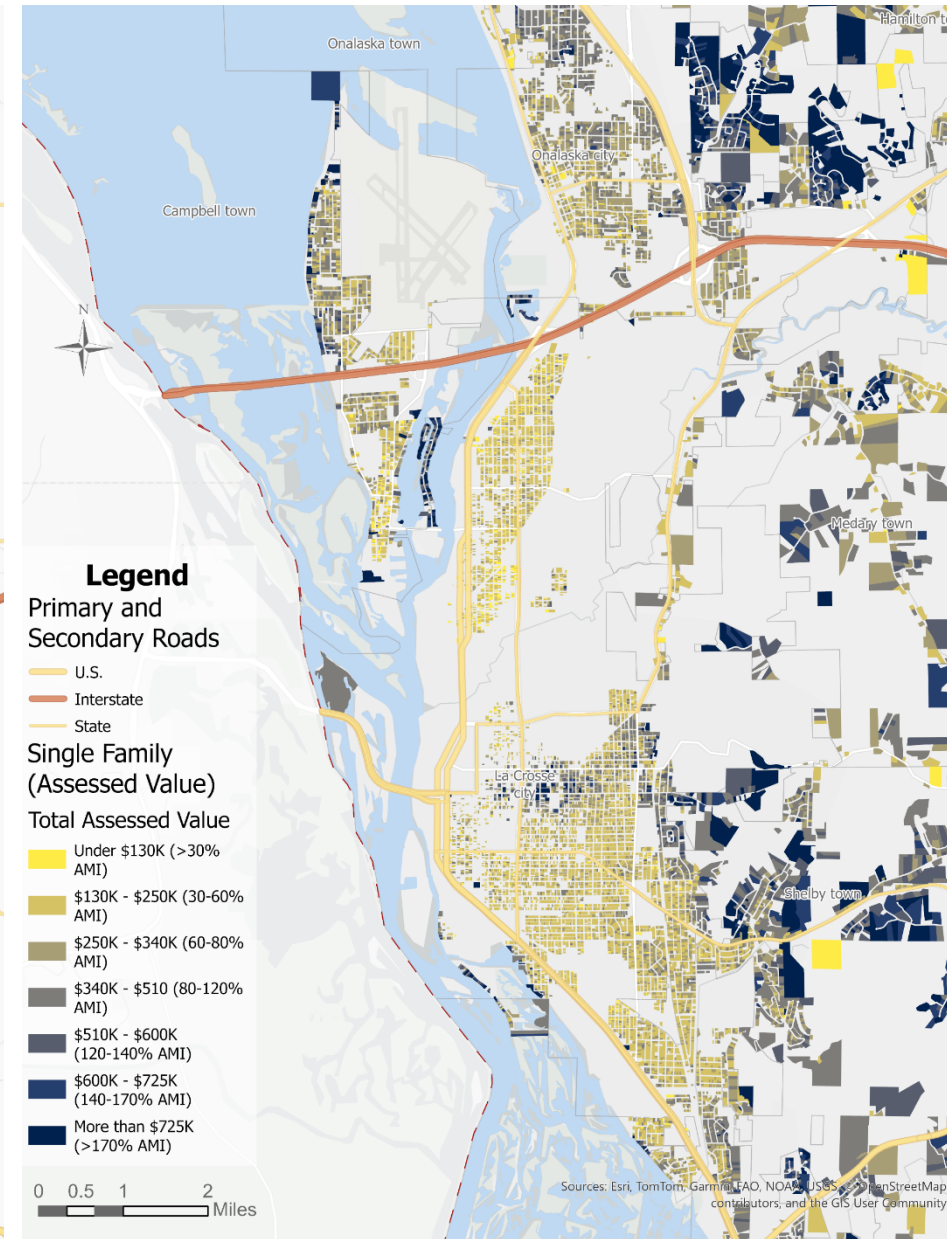 Hamilton to
Onalaska town
Onalaska city
Campbell town
N
Medary town
La Crosse
city
Shelby town
Legend
Primary and
Secondary Roads
U.S.
Interstate
State
Single Family
(Assessed Value)
Total Assessed Value
Under $130K (>30%
AMI)
$130K - $250K (30-60%
AMI)
$250K - $340K (60-80%
AMI)
$340K - $510 (80-120%
AMI)
$510K - $600K
(120-140% AMI)
$600K - $725K
(140-170% AMI)
More than $725K
(>170% AMI)
0 0.5 1 2
Miles
Sources: Esri, TomTom, Garmin, FAO, NOAA, USGS, © OpenStreetMap
contributors, and the GIS User Community